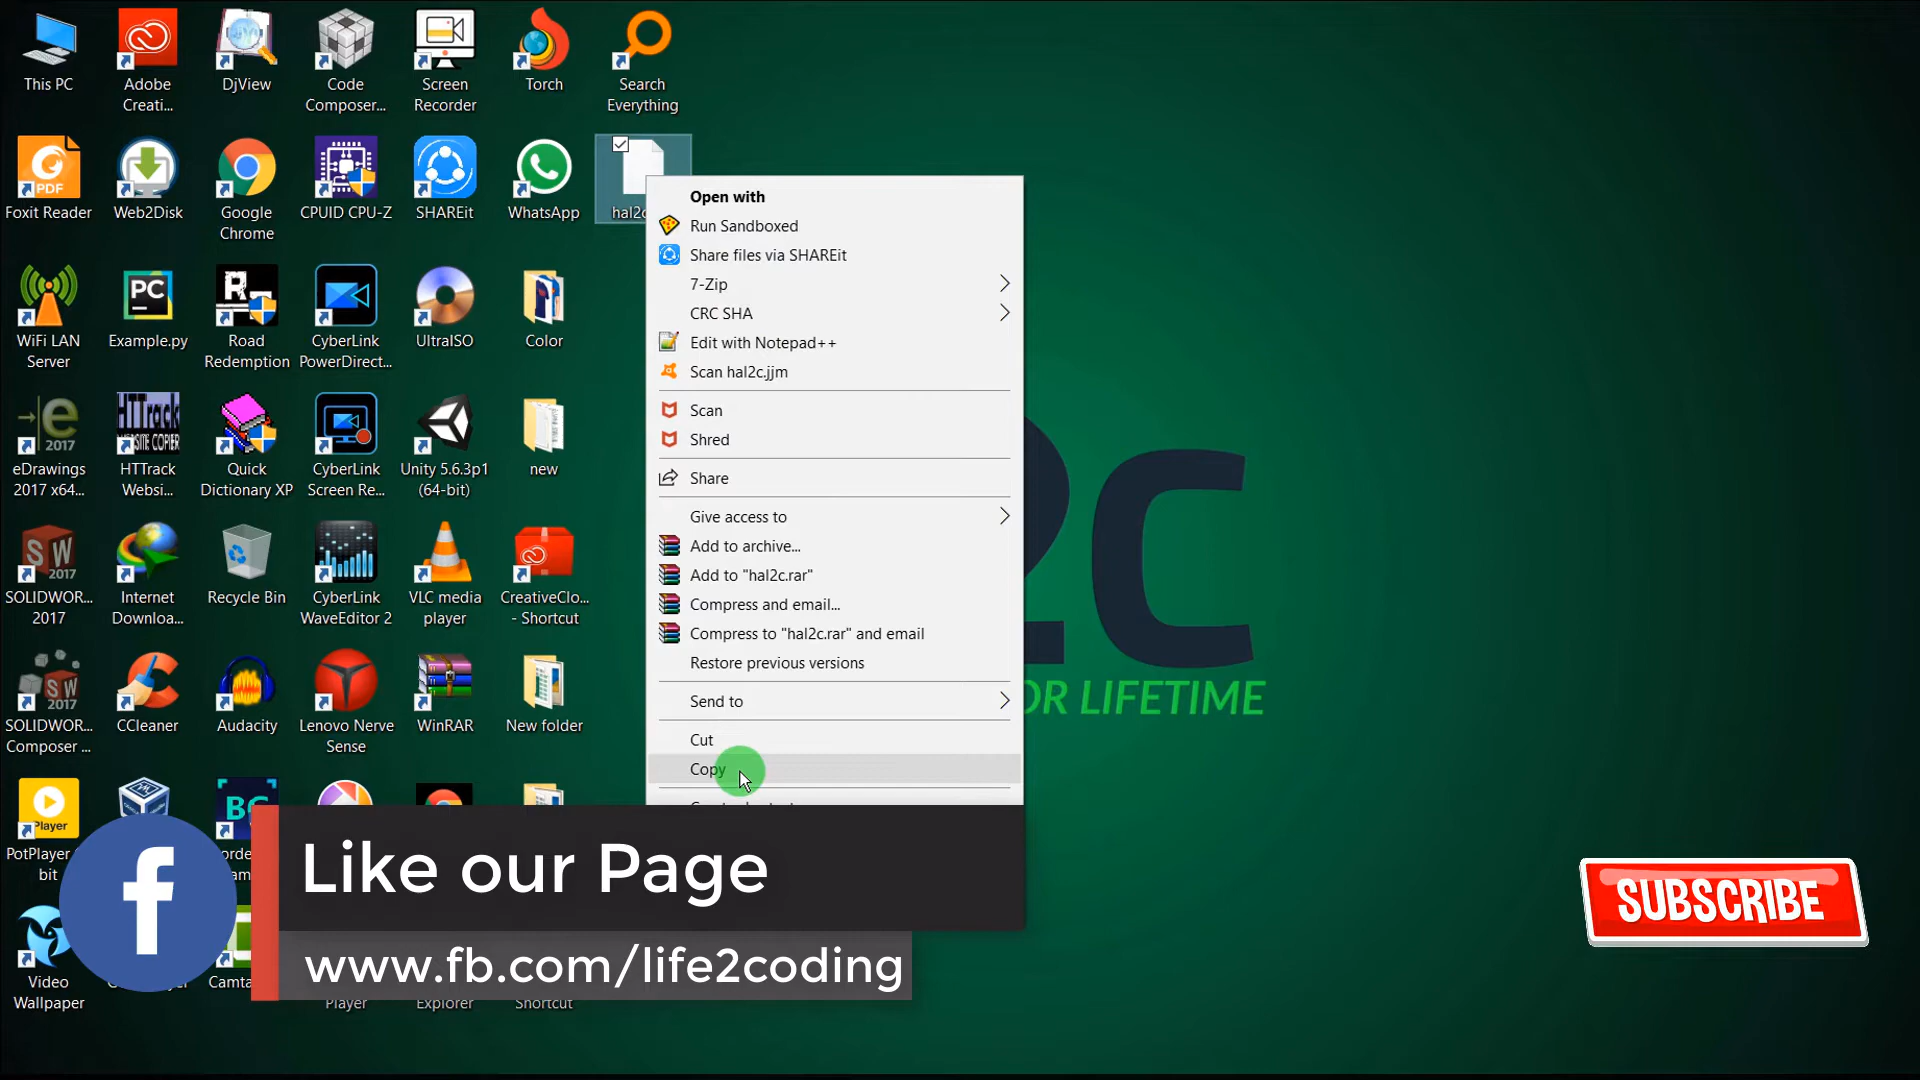 This PC
Adobe
Creati...
DjView
Code
Composer...
Screen
Recorder
Torch
Search
Everything
Foxit Reader
Web2Disk
Google
Chrome
CPUID CPU-Z
SHAREit
WhatsApp
WiFi LAN
Server
Example.py
Road
Redemption
CyberLink
PowerDirect...
UltraISO
Color
eDrawings
2017 x64...
HTTrack
Websi...
Quick
Dictionary XP
CyberLink
Screen Re...
Unity 5.6.3p1
(64-bit)
new
SOLIDWOR...
2017
Internet
Downloa...
Recycle Bin
CyberLink
WaveEditor 2
VLC media
player
CreativeClo...
- Shortcut
SOLIDWOR...
Composer ...
CCleaner
Audacity
Lenovo Nerve
Sense
WinRAR
New folder
PotPlayer
bit
Video
Wallpaper
Player
Explorer
Shortcut
Open with
Run Sandboxed
Share files via SHAREit
7-Zip
CRC SHA
Edit with Notepad++
Scan hal2c.jjm
Scan
Shred
Share
Give access to
Add to archive...
Add to "hal2c.rar"
Compress and email...
Compress to "hal2c.rar" and email
Restore previous versions
Send to
Cut
Copy
2C
OR LIFETIME
Like our Page
www.fb.com/life2coding
SUBSCRIBE